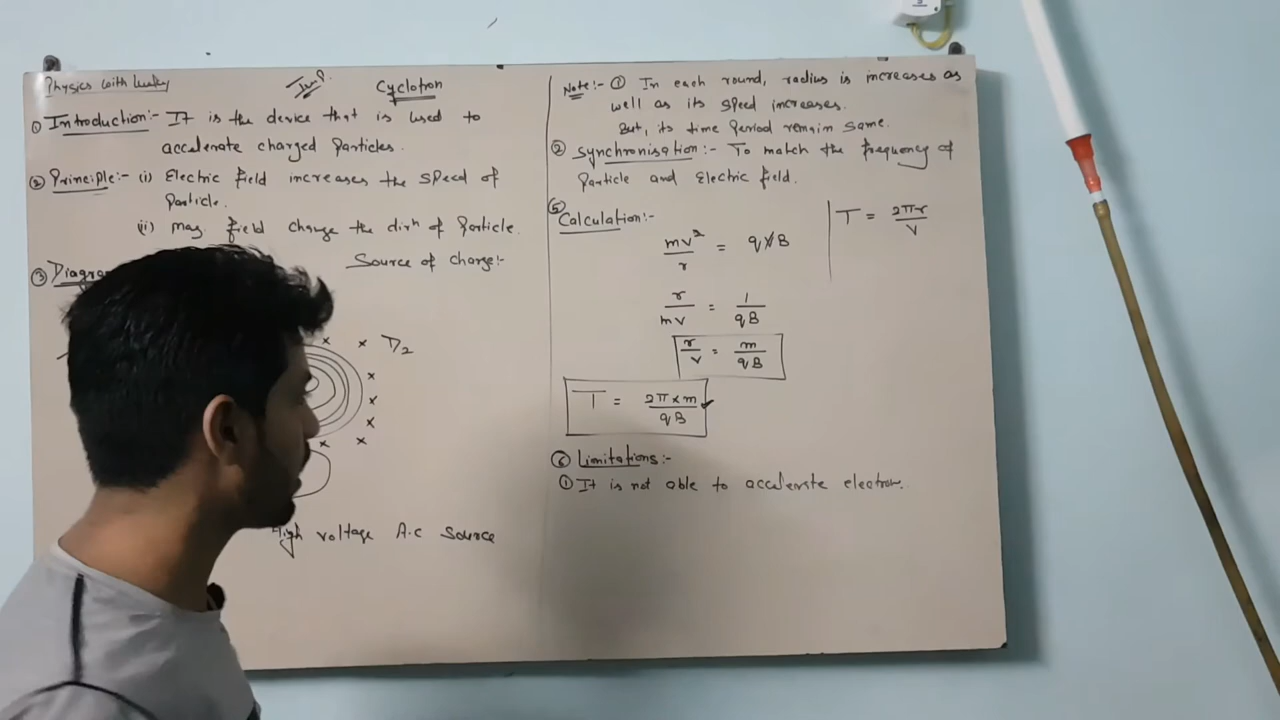 Physics with lucky
Imp.
Cyclotron
① Introduction:- It is the device that is used to
accelerate charged particles.
② Principle:- (i) Electric field increases the speed of
particle.
(ii) mag. field change the dirn of particle.
③ Diagra
Source of charge:-
D2
High voltage A.C Source
Note:- ① In each round, radius is increases as
well as its speed increases.
But, its time period remain same.
② Synchronisation:- To match the frequency of
particle and Electric field.
⑤ Calculation:-
mv²/r = qvB
T = 2πr/v
r/mv = 1/qB
r/v = m/qB
T = 2π×m/qB
⑥ Limitations:-
① It is not able to accelerate electron.